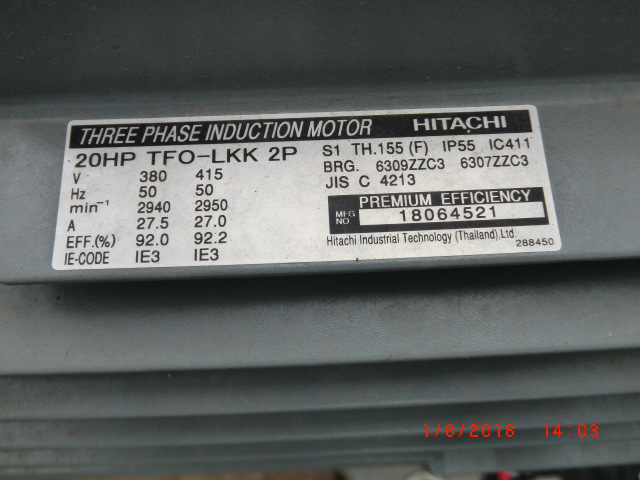 THREE PHASE INDUCTION MOTOR HITACHI
20HP TFO-LKK 2P
V 380 415
Hz 50 50
min⁻¹ 2940 2950
A 27.5 27.0
EFF.(%) 92.0 92.2
IE-CODE IE3 IE3
S1 TH.155 (F) IP55 IC411
BRG. 6309ZZC3 6307ZZC3
JIS C 4213
PREMIUM EFFICIENCY
MFG NO 18064521
Hitachi Industrial Technology (Thailand),Ltd.
288450
1/8/2018 14:03